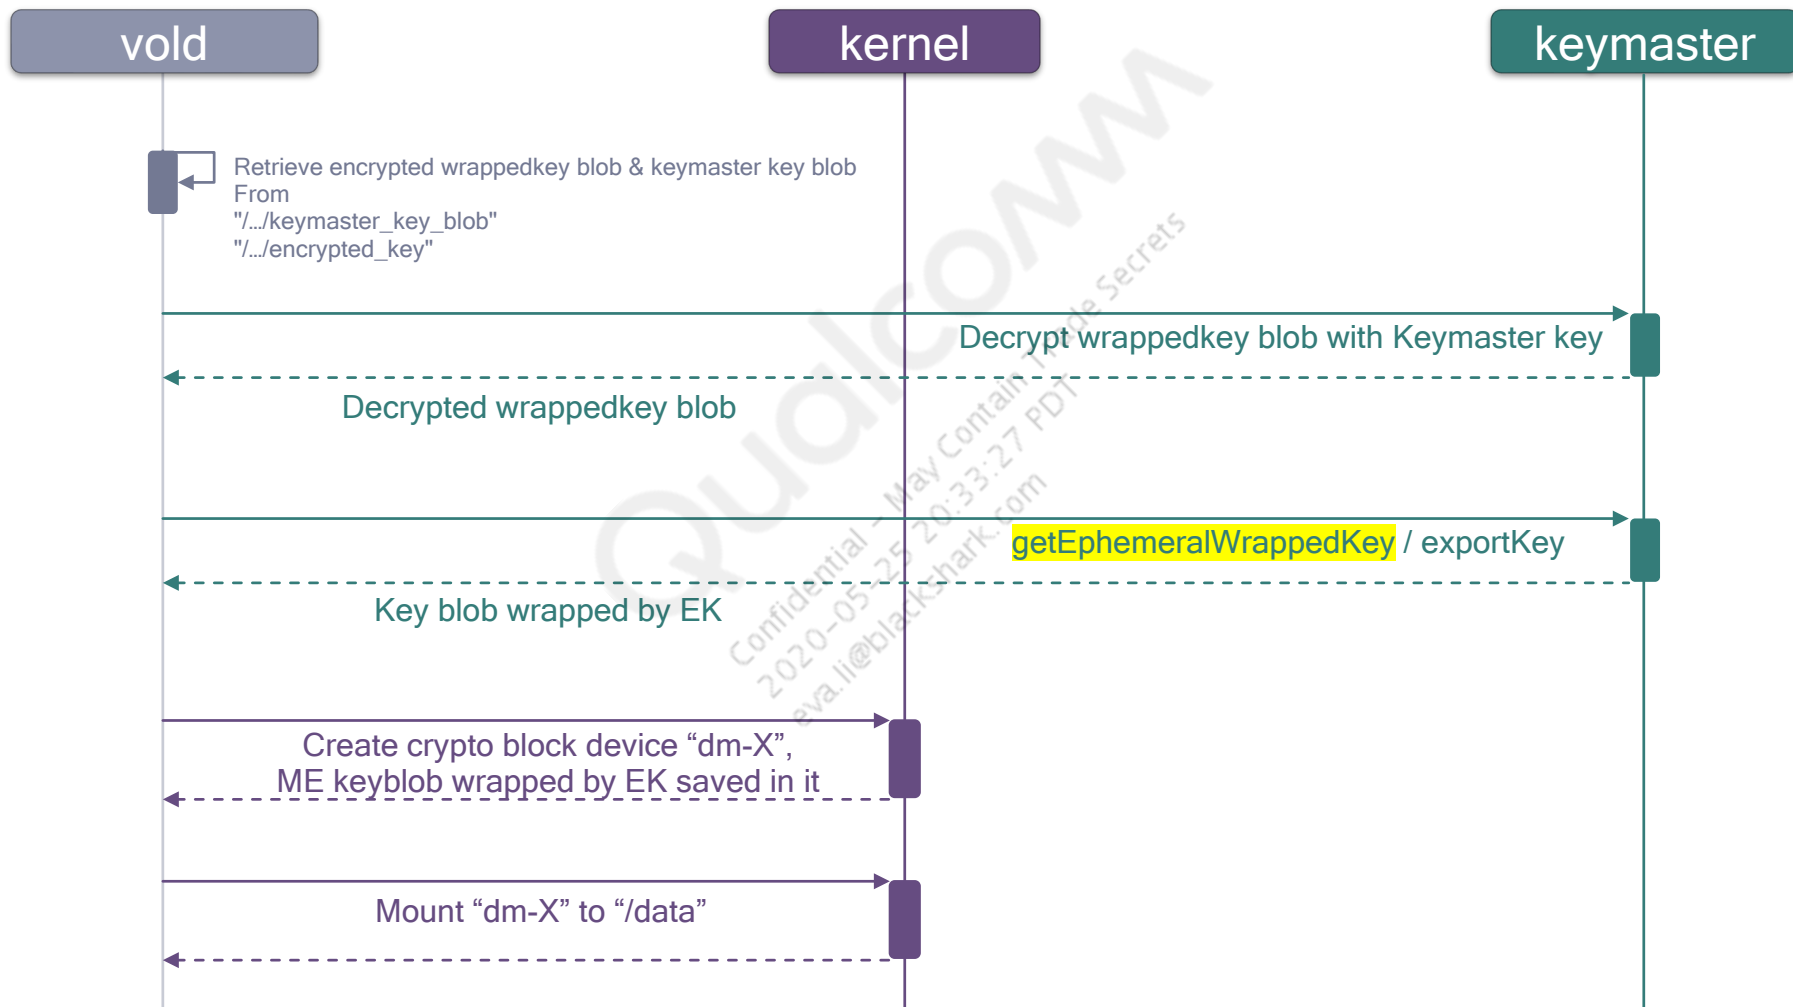 vold
kernel
keymaster
Retrieve encrypted wrappedkey blob & keymaster key blob
From
"/.../keymaster_key_blob"
"/.../encrypted_key"
Decrypt wrappedkey blob with Keymaster key
Decrypted wrappedkey blob
getEphemeralWrappedKey / exportKey
Key blob wrapped by EK
Create crypto block device “dm-X”,
ME keyblob wrapped by EK saved in it
Mount “dm-X” to “/data”
Qualcomm
Confidential - May Contain Trade Secrets
2020-05-25 20:33:27 PDT
eva.li@blackshark.com